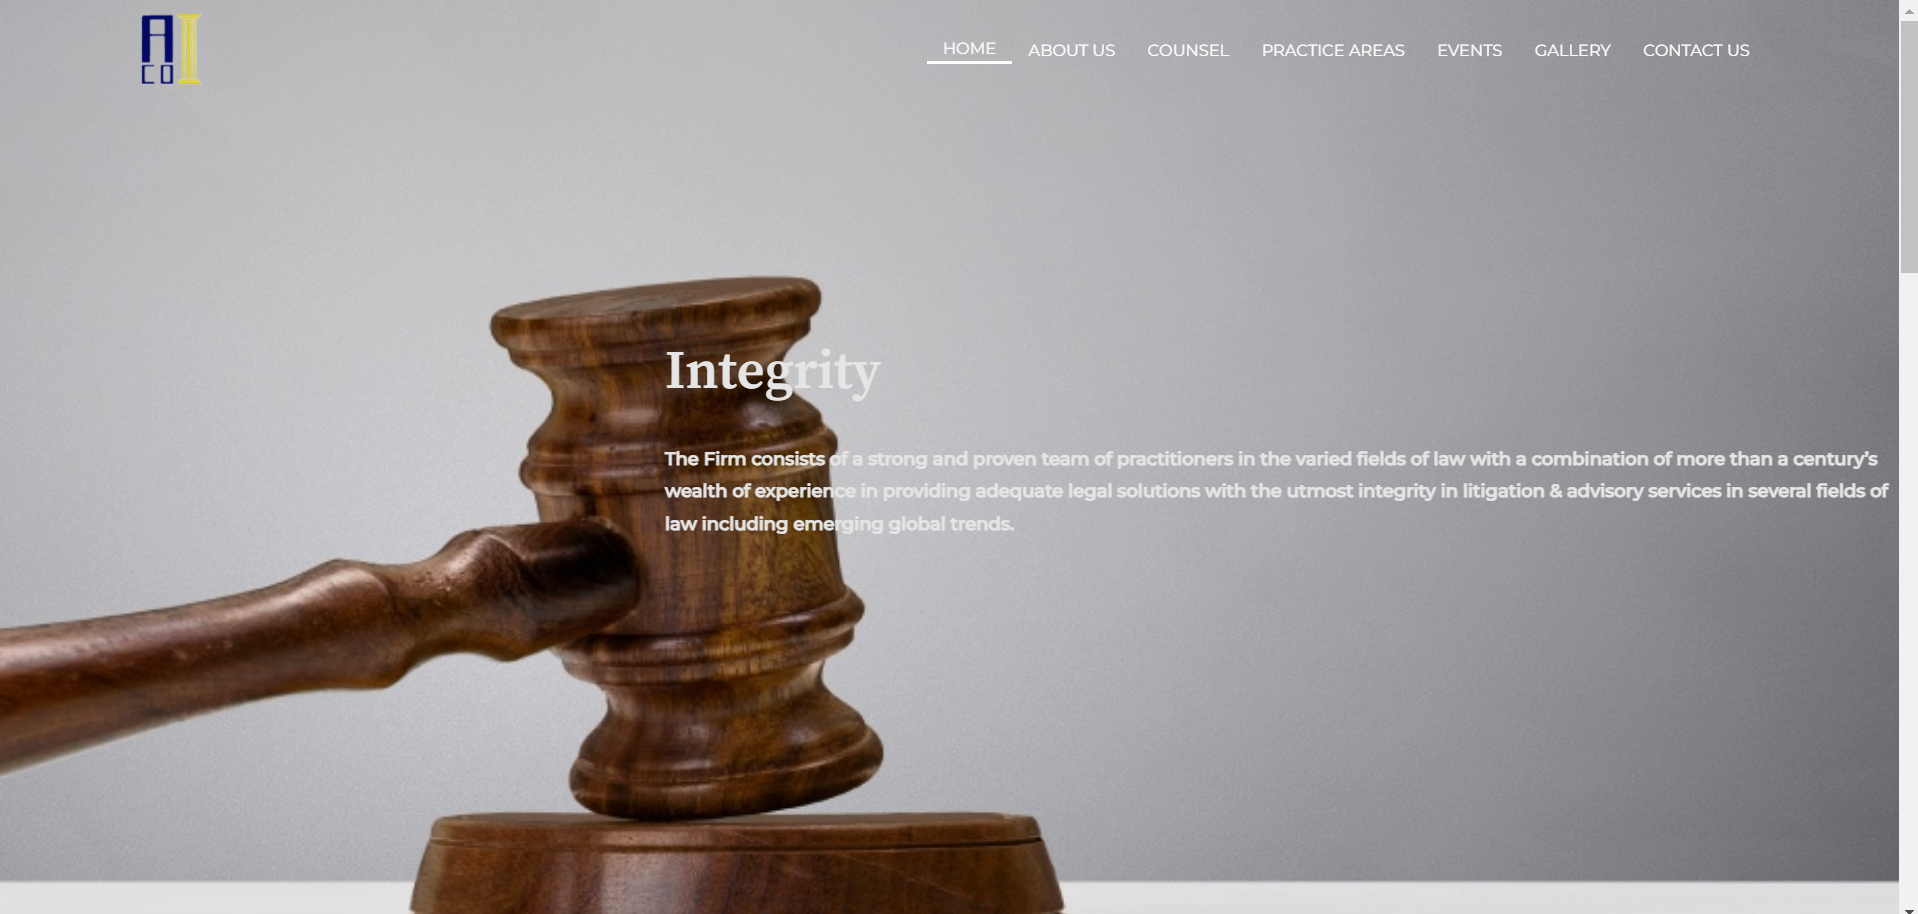 AI
CO
HOME ABOUT US COUNSEL PRACTICE AREAS EVENTS GALLERY CONTACT US
Integrity
The Firm consists of a strong and proven team of practitioners in the varied fields of law with a combination of more than a century's
wealth of experience in providing adequate legal solutions with the utmost integrity in litigation & advisory services in several fields of
law including emerging global trends.